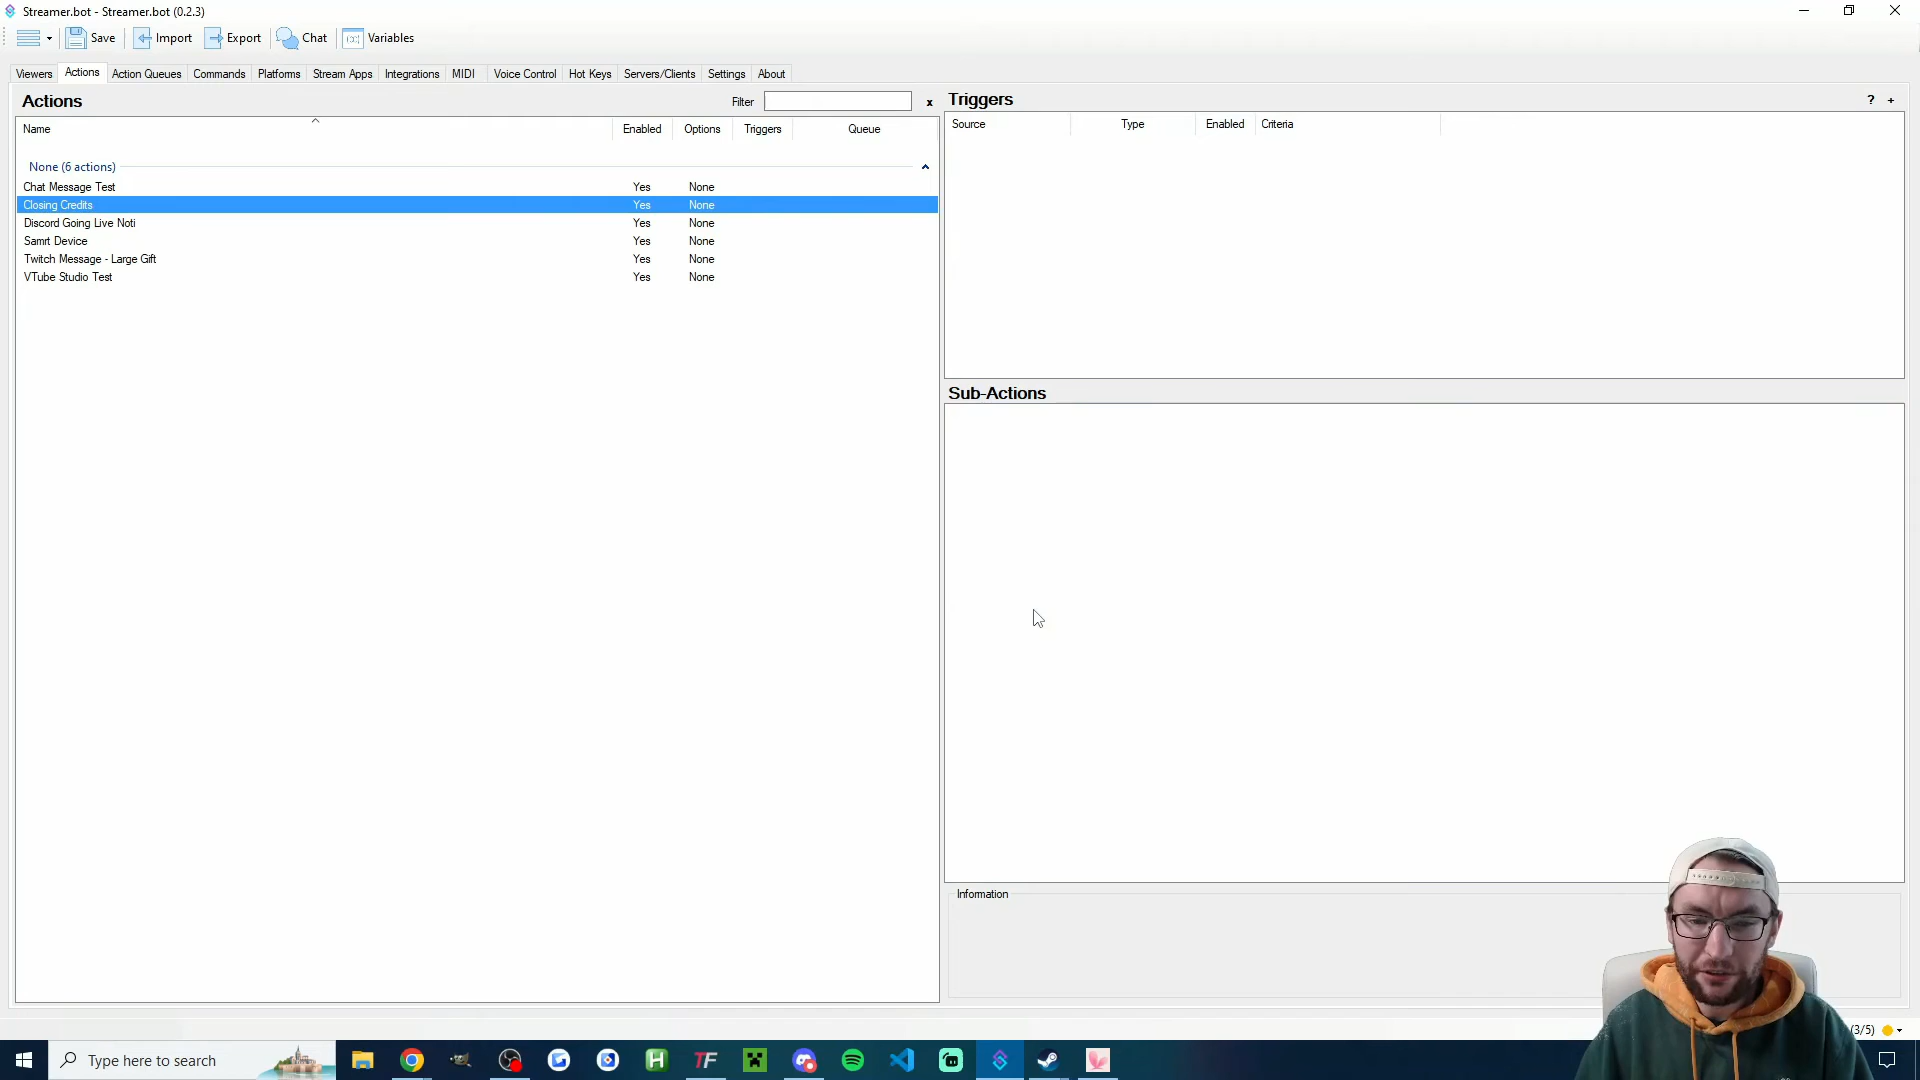 Streamer.bot - Streamer.bot (0.2.3)
Save Import Export Chat Variables
Viewers Actions Action Queues Commands Platforms Stream Apps Integrations MIDI Voice Control Hot Keys Servers/Clients Settings About
Actions Filter x
Name Enabled Options Triggers Queue
None (6 actions)
Chat Message Test Yes None
Closing Credits Yes None
Discord Going Live Noti Yes None
Samrt Device Yes None
Twitch Message - Large Gift Yes None
VTube Studio Test Yes None
Triggers ? +
Source Type Enabled Criteria
Sub-Actions
Information
(3/5)
Type here to search
H
TF